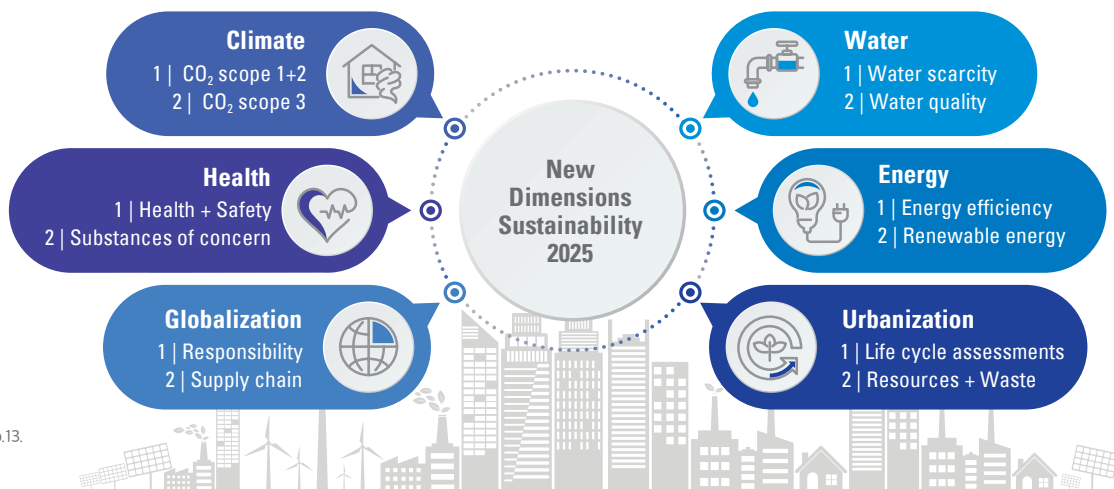 Climate
1 | CO₂ scope 1+2
2 | CO₂ scope 3
Health
1 | Health + Safety
2 | Substances of concern
Globalization
1 | Responsibility
2 | Supply chain
New
Dimensions
Sustainability
2025
Water
1 | Water scarcity
2 | Water quality
Energy
1 | Energy efficiency
2 | Renewable energy
Urbanization
1 | Life cycle assessments
2 | Resources + Waste
.13.